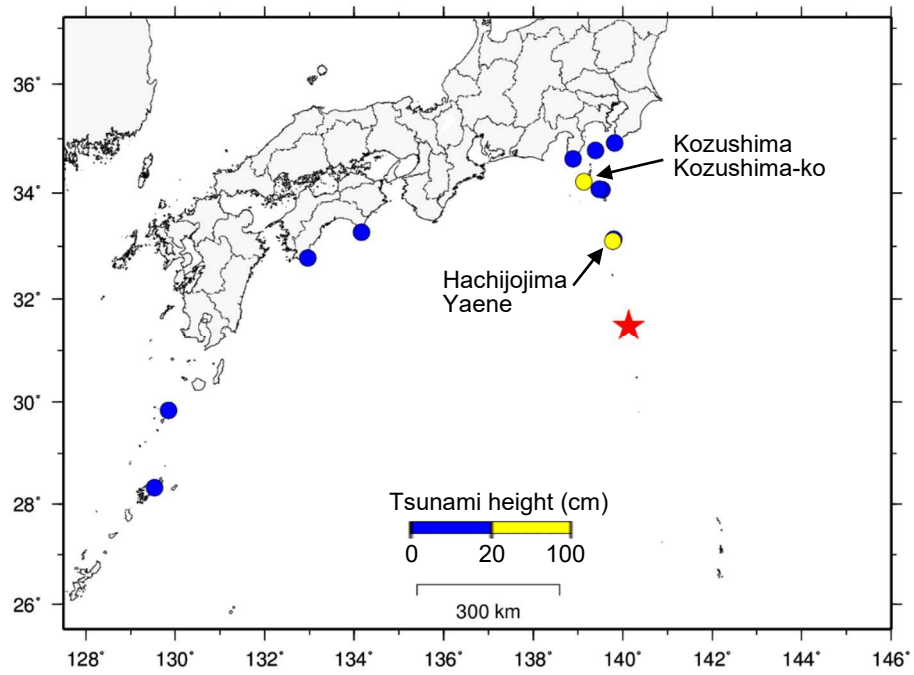 36°
34°
32°
30°
28°
26°
Kozushima
Kozushima-ko
Hachijojima
Yaene
Tsunami height (cm)
0 20 100
300 km
128° 130° 132° 134° 136° 138° 140° 142° 144° 146°